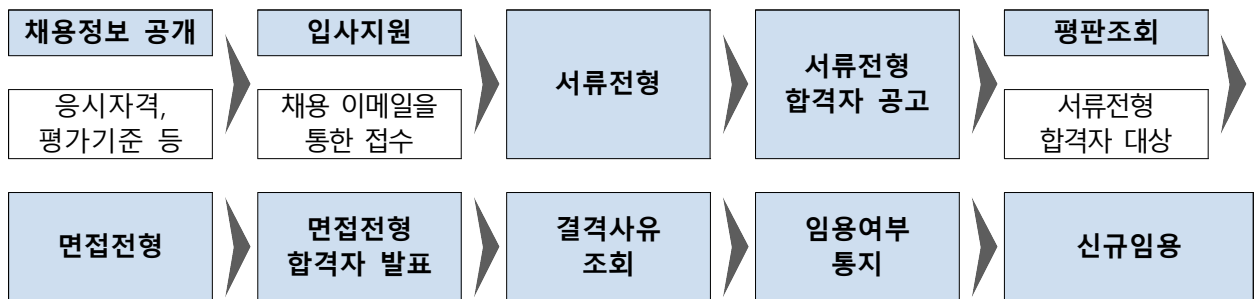 채용정보 공개
응시자격,
평가기준 등
입사지원
채용 이메일을
통한 접수
서류전형
서류전형
합격자 공고
평판조회
서류전형
합격자 대상
면접전형
면접전형
합격자 발표
결격사유
조회
임용여부
통지
신규임용